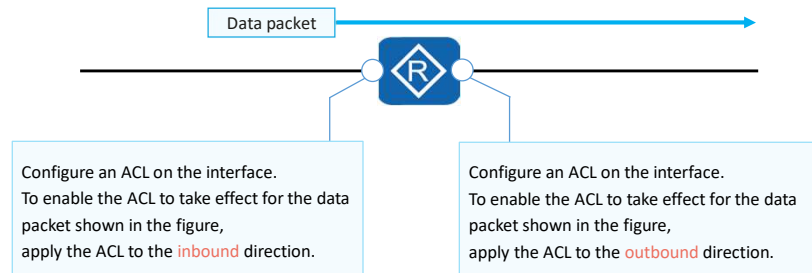 Data packet
R
Configure an ACL on the interface.
To enable the ACL to take effect for the data
packet shown in the figure,
apply the ACL to the inbound direction.
Configure an ACL on the interface.
To enable the ACL to take effect for the data
packet shown in the figure,
apply the ACL to the outbound direction.